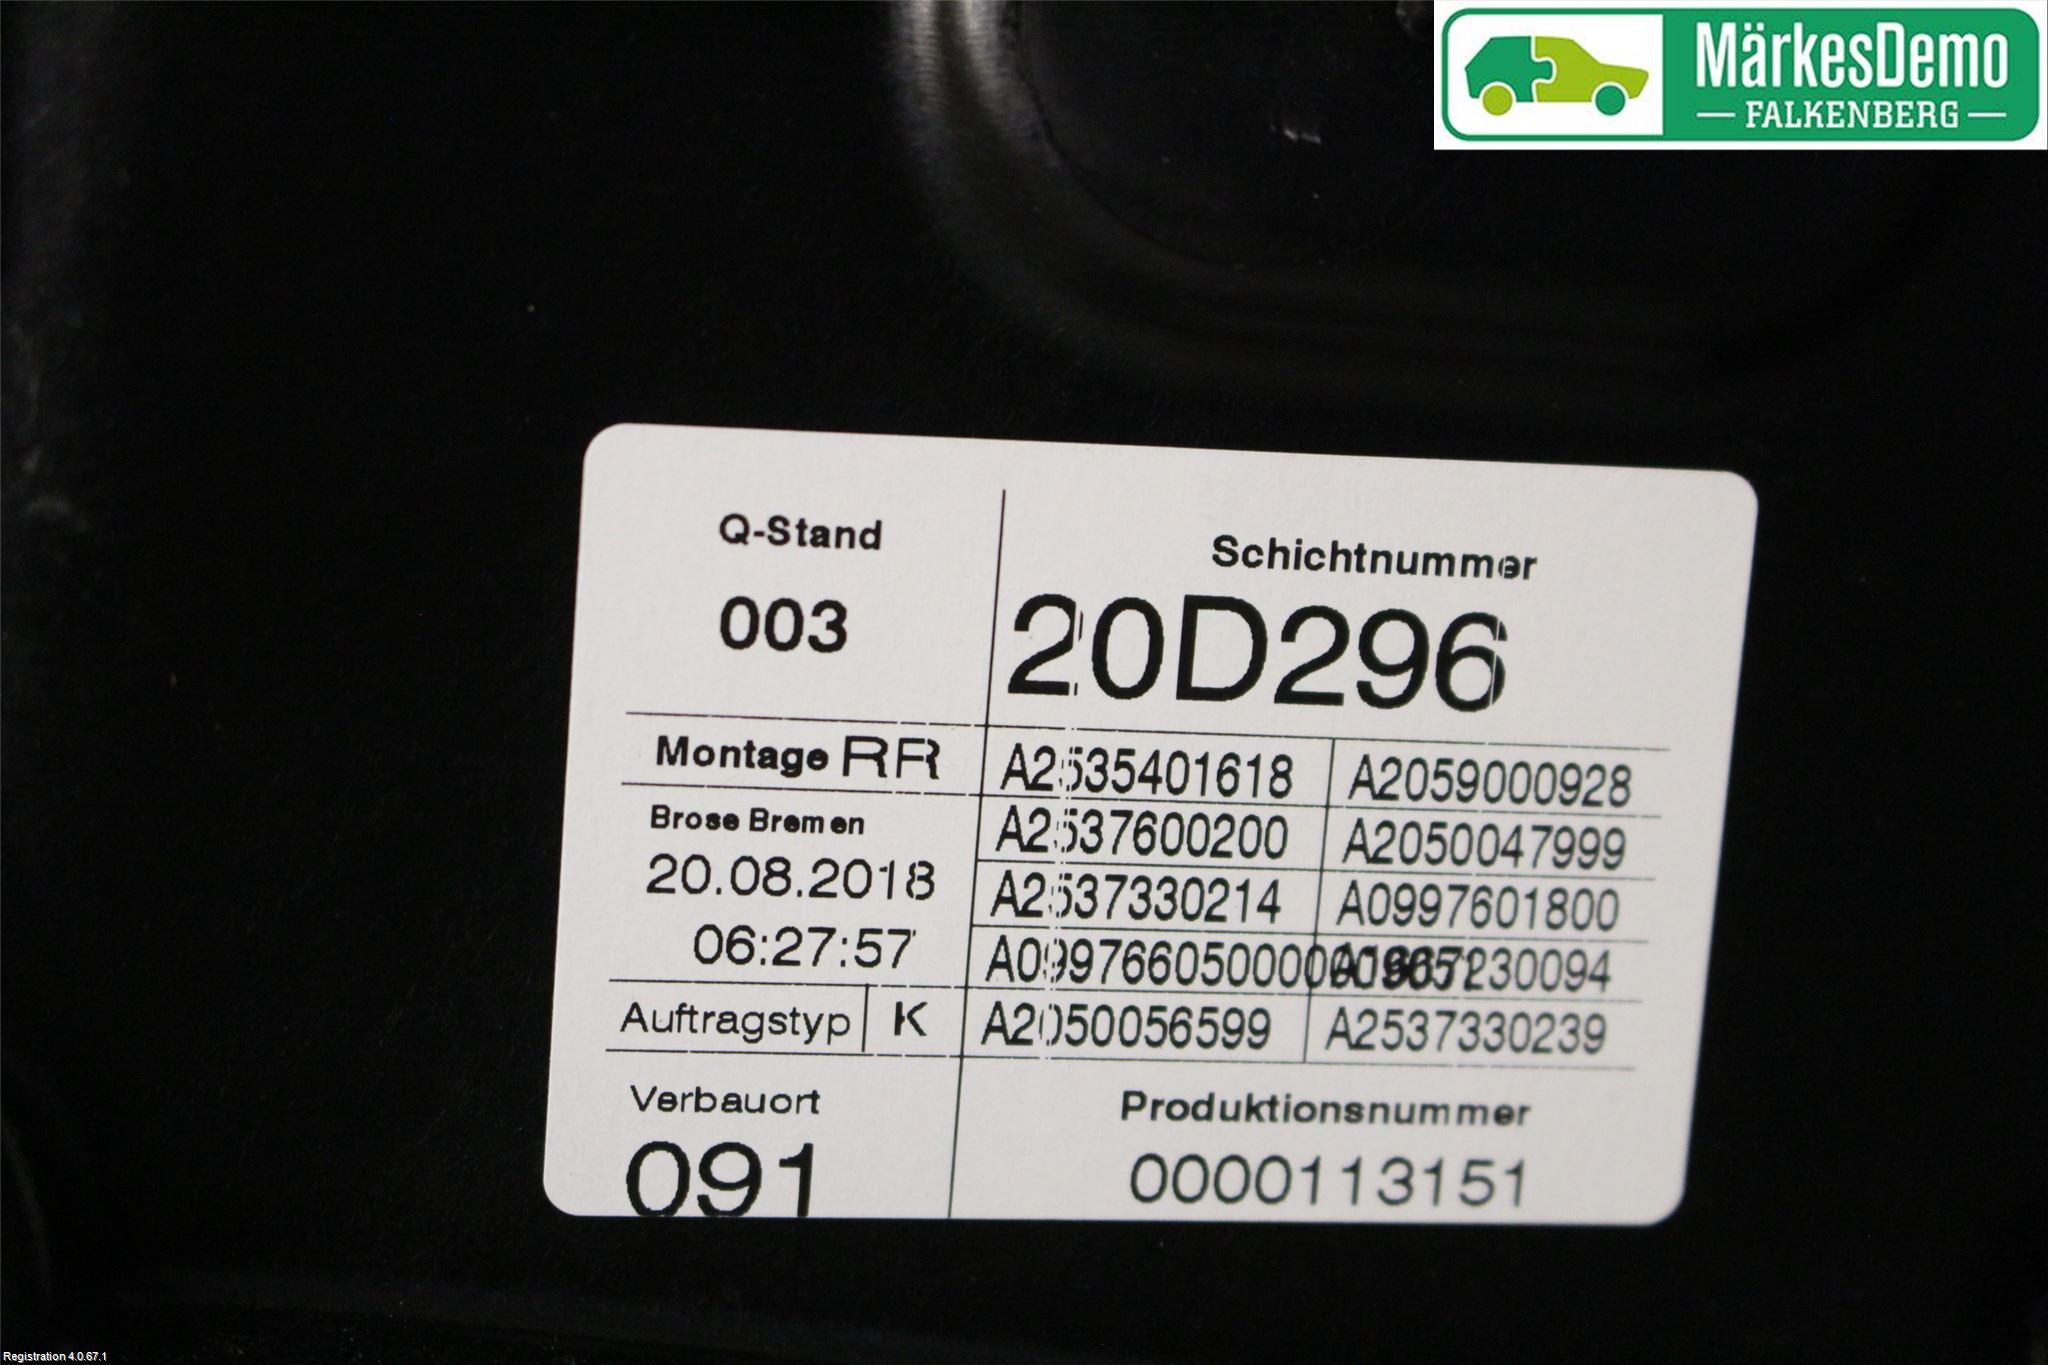 MärkesDemo
FALKENBERG
Q-Stand
003
Schichtnummer
20D296
Montage RR
A2535401618
A2059000928
Brose Bremen
A2537600200
A2050047999
20.08.2018
A2537330214
A0997601800
06:27:57
Auftragstyp
K
A2050056599
A2537330239
Verbauort
091
Produktionsnummer
0000113151
Registration 4.0.67.1